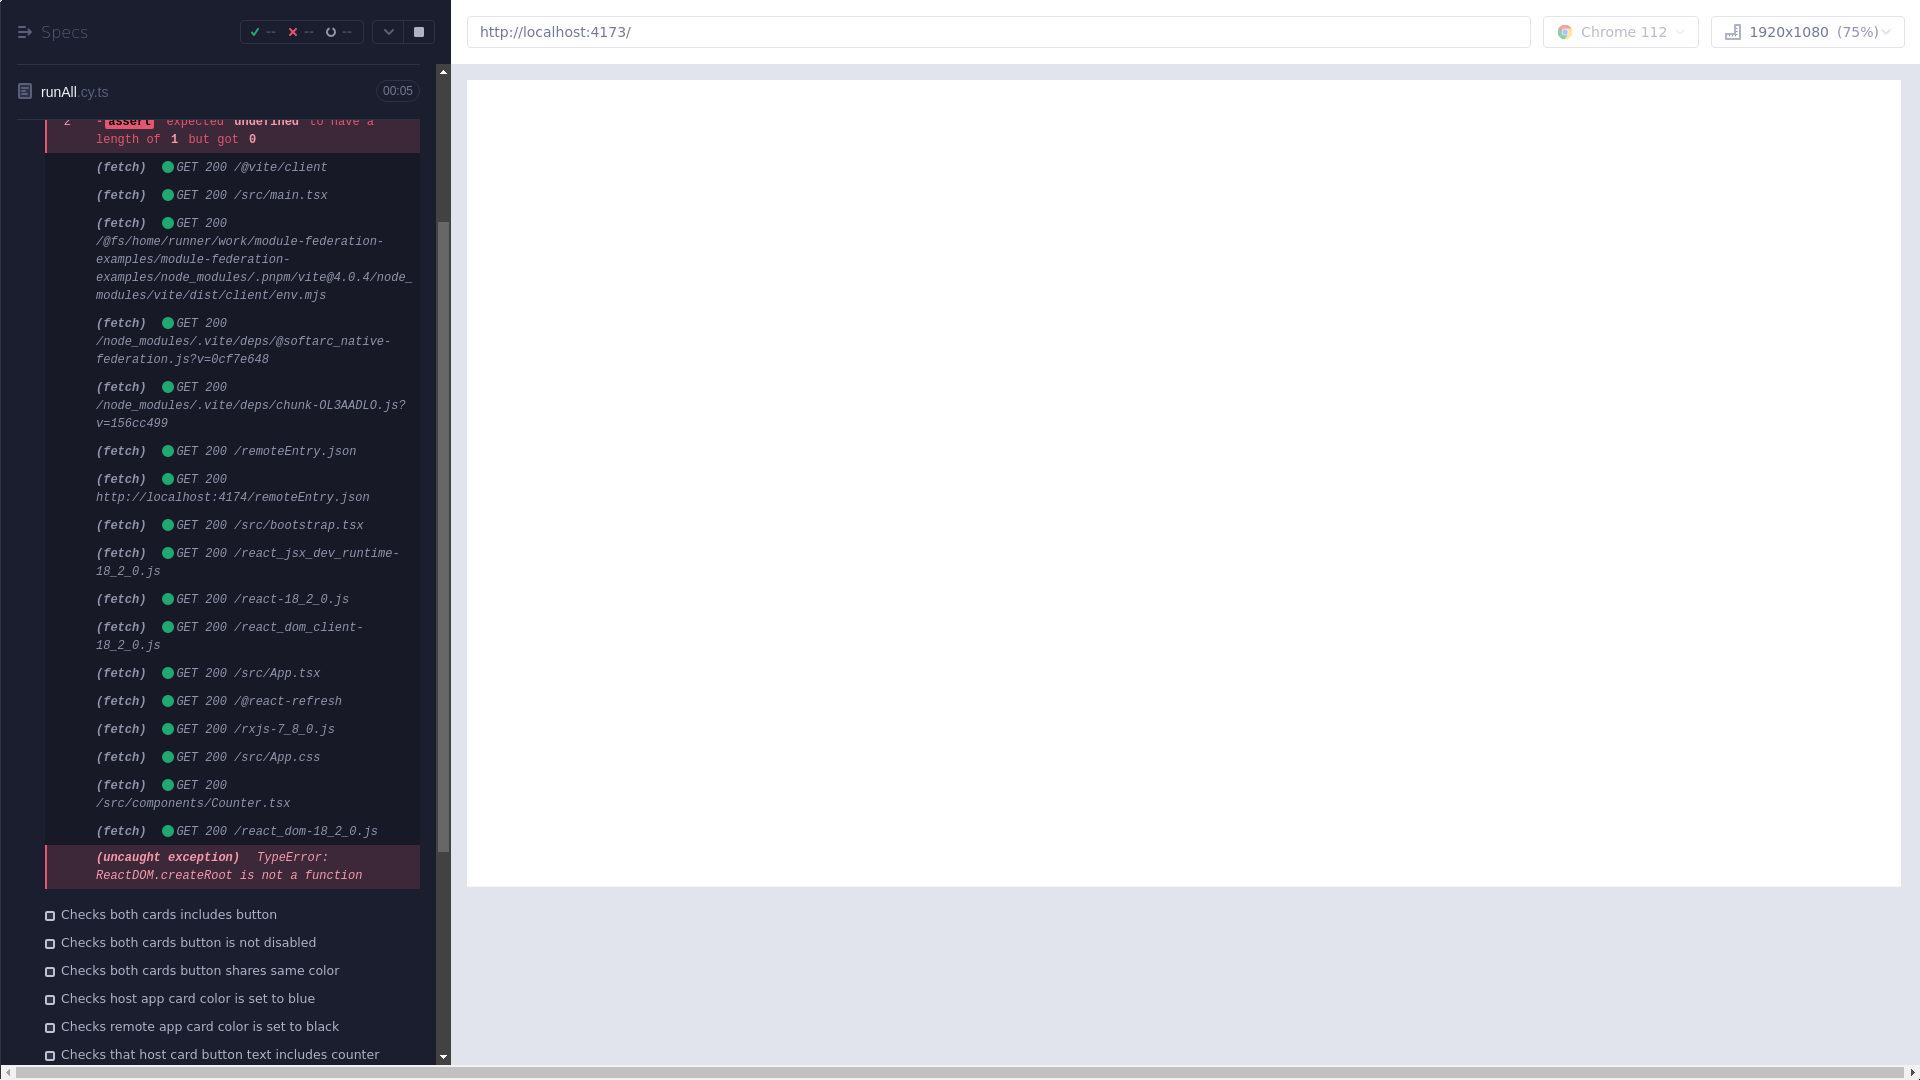 Specs
-- -- --
runAll.cy.ts
00:05
2 -assert expected undefined to have a
length of 1 but got 0
(fetch) GET 200 /@vite/client
(fetch) GET 200 /src/main.tsx
(fetch) GET 200
/@fs/home/runner/work/module-federation-
examples/module-federation-
examples/node_modules/.pnpm/vite@4.0.4/node_
modules/vite/dist/client/env.mjs
(fetch) GET 200
/node_modules/.vite/deps/@softarc_native-
federation.js?v=0cf7e648
(fetch) GET 200
/node_modules/.vite/deps/chunk-OL3AADLO.js?
v=156cc499
(fetch) GET 200 /remoteEntry.json
(fetch) GET 200
http://localhost:4174/remoteEntry.json
(fetch) GET 200 /src/bootstrap.tsx
(fetch) GET 200 /react_jsx_dev_runtime-
18_2_0.js
(fetch) GET 200 /react-18_2_0.js
(fetch) GET 200 /react_dom_client-
18_2_0.js
(fetch) GET 200 /src/App.tsx
(fetch) GET 200 /@react-refresh
(fetch) GET 200 /rxjs-7_8_0.js
(fetch) GET 200 /src/App.css
(fetch) GET 200
/src/components/Counter.tsx
(fetch) GET 200 /react_dom-18_2_0.js
(uncaught exception) TypeError:
ReactDOM.createRoot is not a function
Checks both cards includes button
Checks both cards button is not disabled
Checks both cards button shares same color
Checks host app card color is set to blue
Checks remote app card color is set to black
Checks that host card button text includes counter
http://localhost:4173/
Chrome 112
1920x1080 (75%)